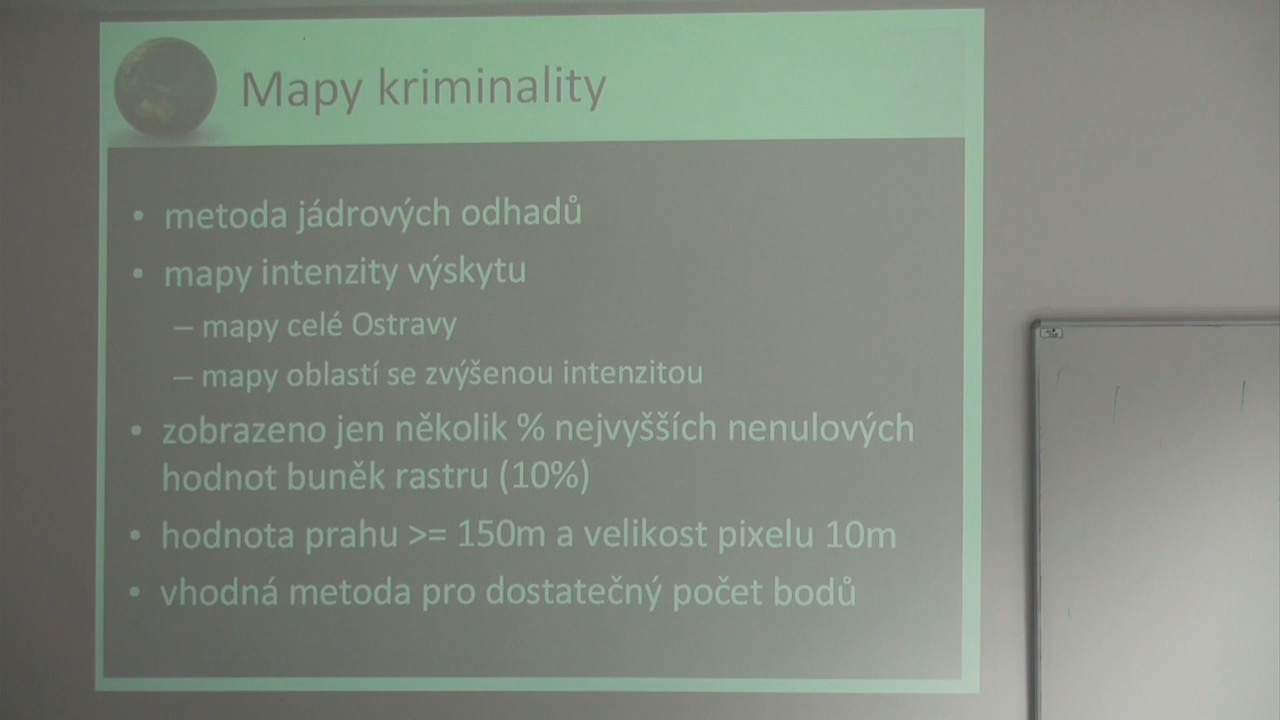 Mapy kriminality
• metoda jádrových odhadů
• mapy intenzity výskytu
– mapy celé Ostravy
– mapy oblastí se zvýšenou intenzitou
• zobrazeno jen několik % nejvyšších nenulových
hodnot buněk rastru (10%)
• hodnota prahu >= 150m a velikost pixelu 10m
• vhodná metoda pro dostatečný počet bodů